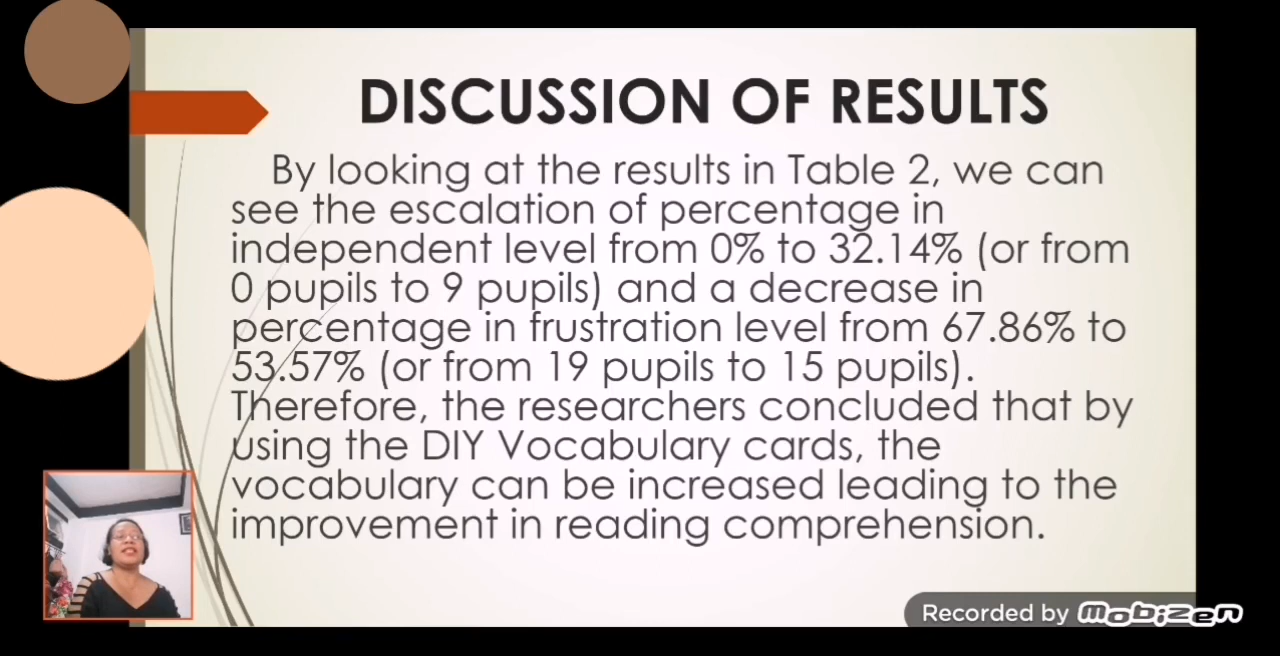 DISCUSSION OF RESULTS
By looking at the results in Table 2, we can
see the escalation of percentage in
independent level from 0% to 32.14% (or from
0 pupils to 9 pupils) and a decrease in
percentage in frustration level from 67.86% to
53.57% (or from 19 pupils to 15 pupils).
Therefore, the researchers concluded that by
using the DIY Vocabulary cards, the
vocabulary can be increased leading to the
improvement in reading comprehension.
Recorded by Mobizen